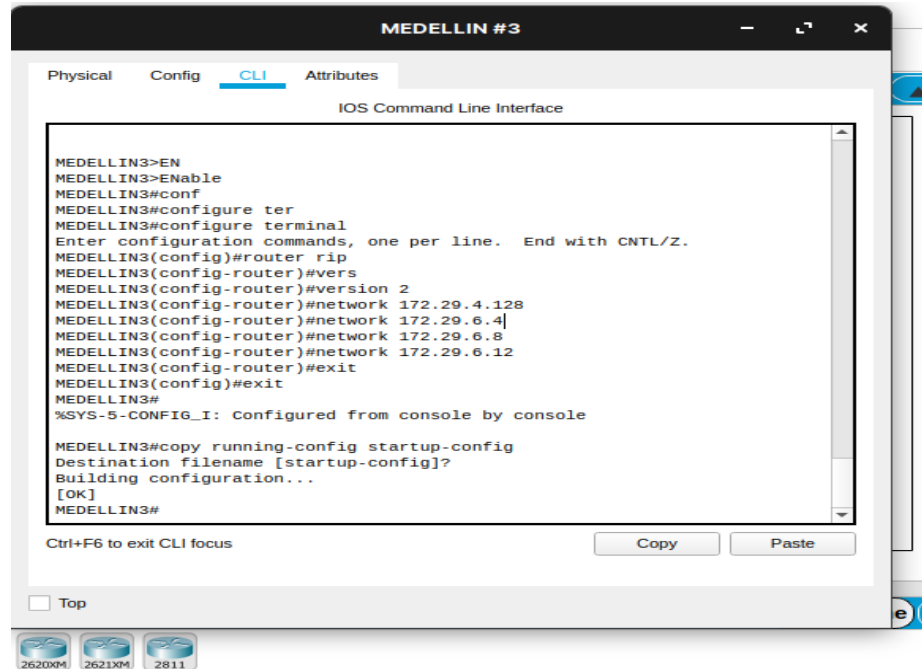 MEDELLIN #3
Physical Config CLI Attributes
IOS Command Line Interface
MEDELLIN3>EN
MEDELLIN3>ENable
MEDELLIN3#conf
MEDELLIN3#configure ter
MEDELLIN3#configure terminal
Enter configuration commands, one per line.  End with CNTL/Z.
MEDELLIN3(config)#router rip
MEDELLIN3(config-router)#vers
MEDELLIN3(config-router)#version 2
MEDELLIN3(config-router)#network 172.29.4.128
MEDELLIN3(config-router)#network 172.29.6.4
MEDELLIN3(config-router)#network 172.29.6.8
MEDELLIN3(config-router)#network 172.29.6.12
MEDELLIN3(config-router)#exit
MEDELLIN3(config)#exit
MEDELLIN3#
%SYS-5-CONFIG_I: Configured from console by console
MEDELLIN3#copy running-config startup-config
Destination filename [startup-config]?
Building configuration...
[OK]
MEDELLIN3#
Ctrl+F6 to exit CLI focus
Copy Paste
Top
2620XM 2621XM 2811